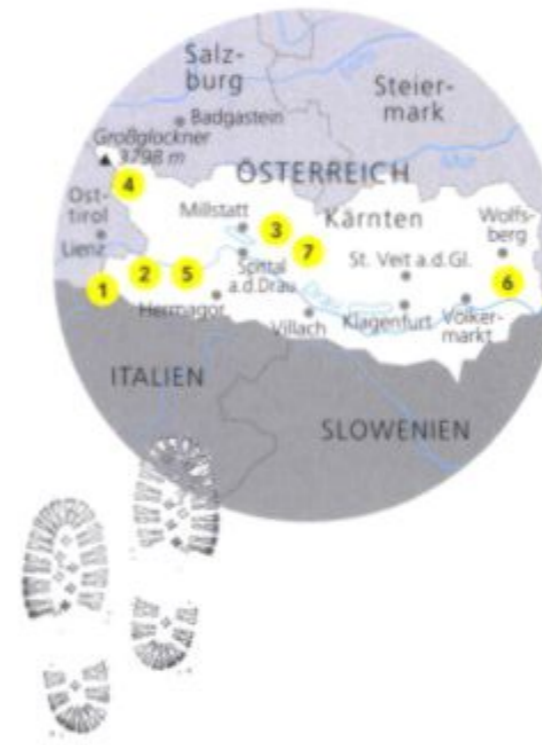 Salz-
burg
Steier-
mark
Badgastein
Großglockner
3798 m
4
ÖSTERREICH
Ost-
tirol
Millstatt
3
Kärnten
Wolfs-
berg
Lienz
7
2
5
Spittal
a.d.Drau
St. Veit a.d.Gl.
6
1
Drau
Hermagor
Villach
Klagenfurt
Völker-
markt
ITALIEN
SLOWENIEN